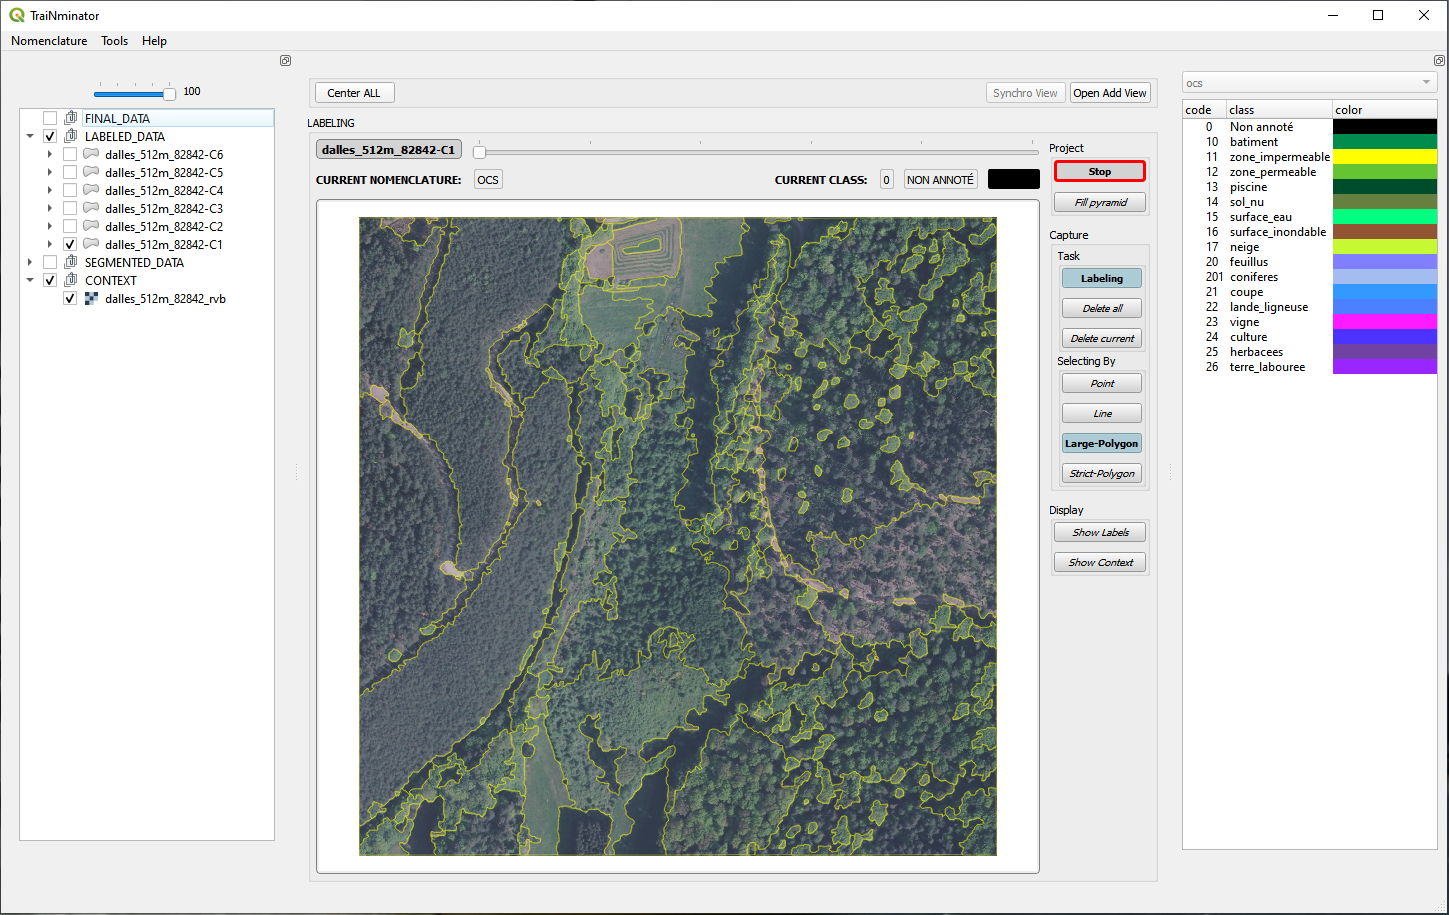 TraiNminator
Nomenclature Tools Help
100
FINAL_DATA
LABELED_DATA
dalles_512m_82842-C6
dalles_512m_82842-C5
dalles_512m_82842-C4
dalles_512m_82842-C3
dalles_512m_82842-C2
dalles_512m_82842-C1
SEGMENTED_DATA
CONTEXT
dalles_512m_82842_rvb
Center ALL Synchro View Open Add View
LABELING
dalles_512m_82842-C1
CURRENT NOMENCLATURE: OCS CURRENT CLASS: 0 NON ANNOTÉ
Project
Stop
Fill pyramid
Capture
Task
Labeling
Delete all
Delete current
Selecting By
Point
Line
Large-Polygon
Strict-Polygon
Display
Show Labels
Show Context
ocs
code class color
0 Non annoté
10 batiment
11 zone_impermeable
12 zone_permeable
13 piscine
14 sol_nu
15 surface_eau
16 surface_inondable
17 neige
20 feuillus
201 coniferes
21 coupe
22 lande_ligneuse
23 vigne
24 culture
25 herbacees
26 terre_labouree